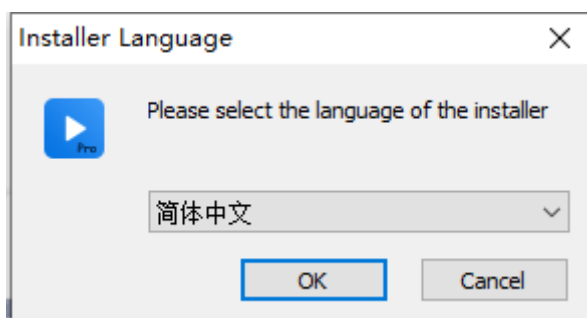 Installer Language
Please select the language of the installer
Pro
简体中文
OK
Cancel